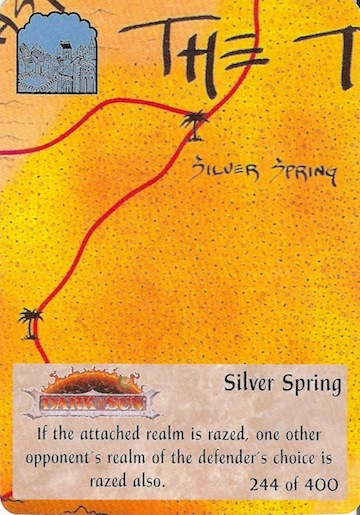 THE T
SILVER SPRING
Silver Spring
DARK SUN
If the attached realm is razed, one other
opponent's realm of the defender's choice is
razed also.
244 of 400